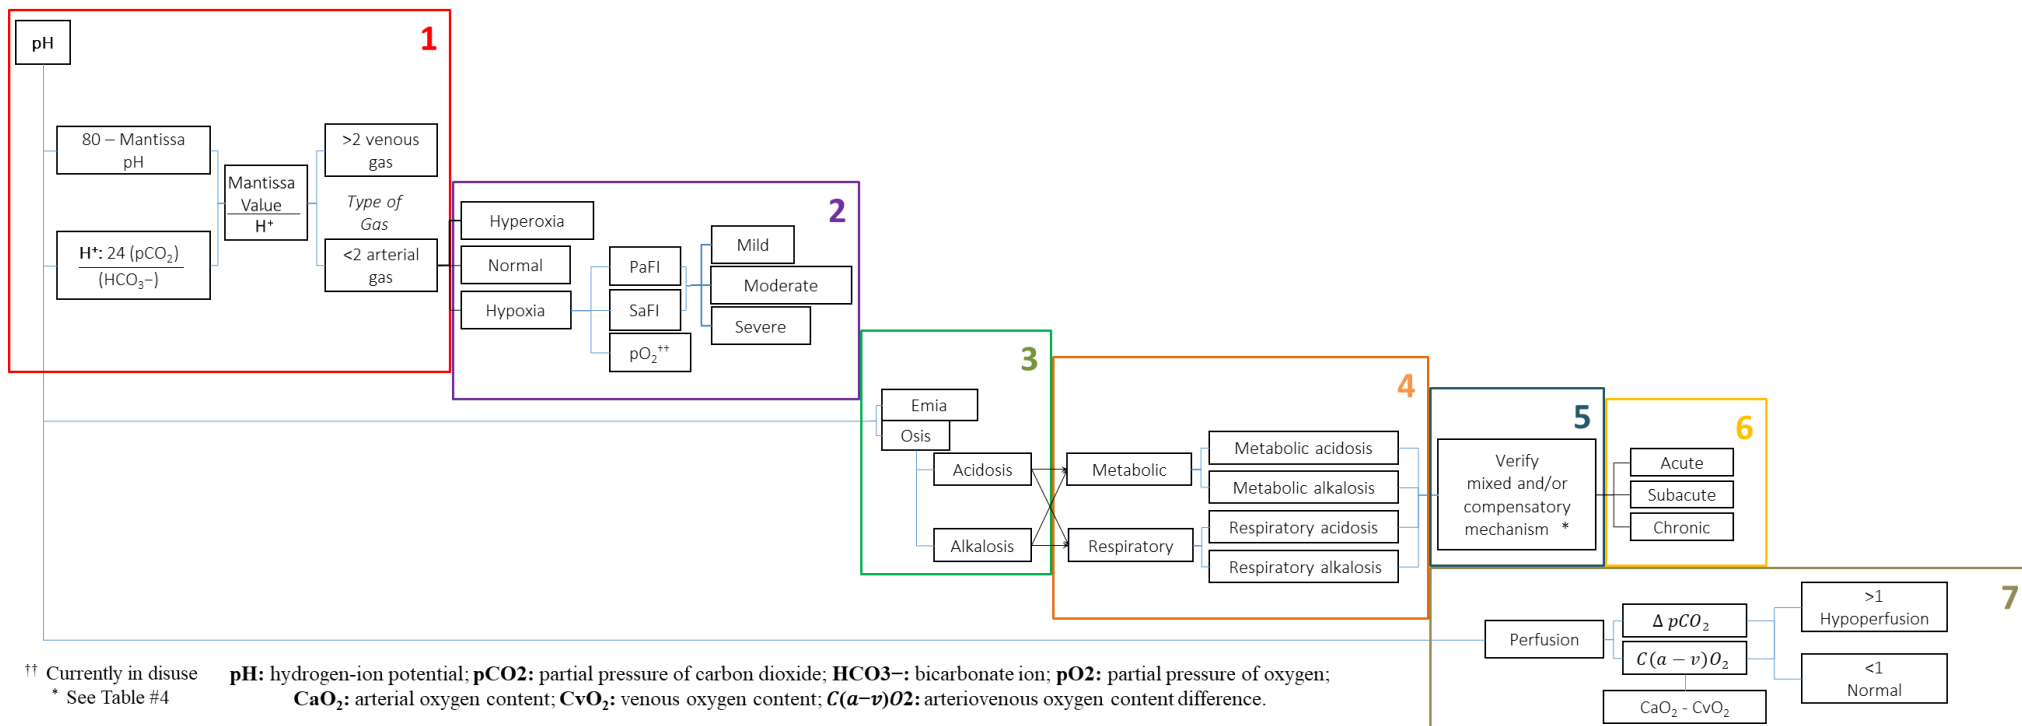 1
pH
80 – Mantissa
pH
H⁺: 24 (pCO₂)
(HCO₃−)
Mantissa
Value
H⁺
>2 venous
gas
Type of
Gas
<2 arterial
gas
2
Hyperoxia
Normal
Hypoxia
PaFI
SaFI
pO₂††
Mild
Moderate
Severe
3
Emia
Osis
Acidosis
Alkalosis
4
Metabolic
Respiratory
Metabolic acidosis
Metabolic alkalosis
Respiratory acidosis
Respiratory alkalosis
5
Verify
mixed and/or
compensatory
mechanism *
6
Acute
Subacute
Chronic
7
Perfusion
Δ pCO₂
C(a − v)O₂
CaO₂ - CvO₂
>1
Hypoperfusion
<1
Normal
†† Currently in disuse
* See Table #4
pH: hydrogen-ion potential; pCO2: partial pressure of carbon dioxide; HCO3−: bicarbonate ion; pO2: partial pressure of oxygen;
CaO₂: arterial oxygen content; CvO₂: venous oxygen content; C(a−v)O2: arteriovenous oxygen content difference.